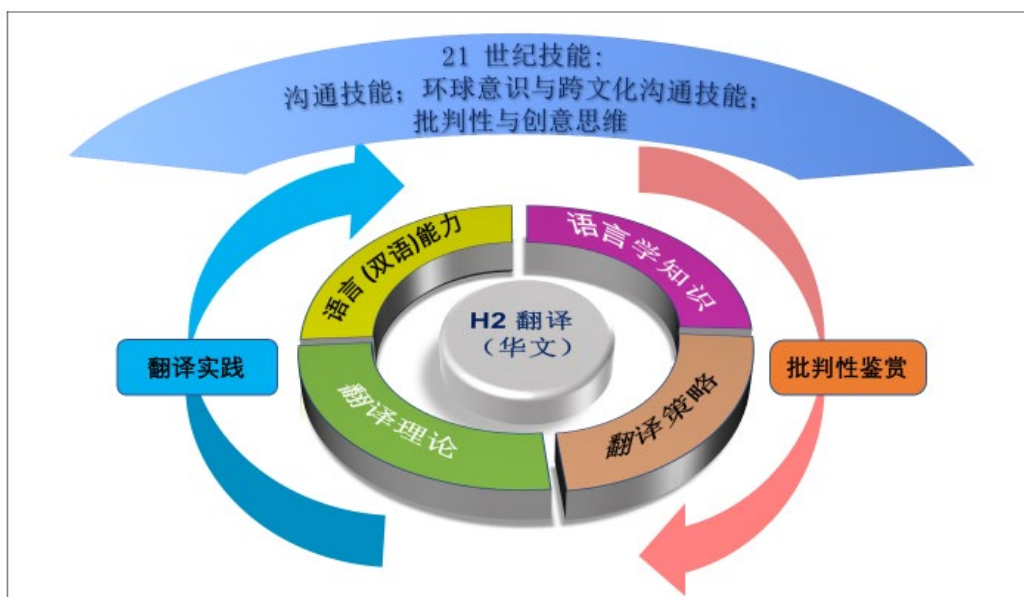 21 世纪技能:
沟通技能；环球意识与跨文化沟通技能；
批判性与创意思维
语言(双语)能力
语言学知识
H2 翻译
（华文）
翻译实践
批判性鉴赏
翻译理论
翻译策略